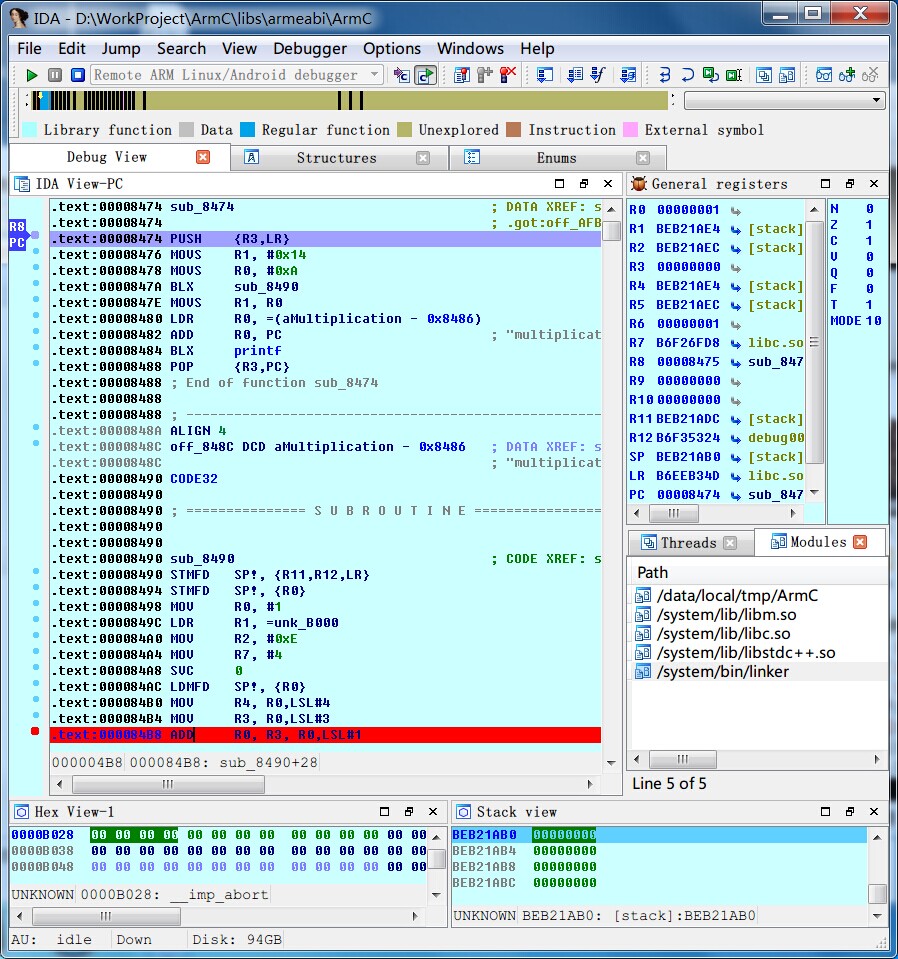 IDA - D:\WorkProject\ArmC\libs\armeabi\ArmC
File Edit Jump Search View Debugger Options Windows Help
Remote ARM Linux/Android debugger
Library function Data Regular function Unexplored Instruction External symbol
Debug View Structures Enums
IDA View-PC
R8
PC
.text:00008474 sub_8474 ; DATA XREF: s
.text:00008474 ; .got:off_AFB
.text:00008474 PUSH {R3,LR}
.text:00008476 MOVS R1, #0x14
.text:00008478 MOVS R0, #0xA
.text:0000847A BLX sub_8490
.text:0000847E MOVS R1, R0
.text:00008480 LDR R0, =(aMultiplication - 0x8486)
.text:00008482 ADD R0, PC ; "multiplicat
.text:00008484 BLX printf
.text:00008488 POP {R3,PC}
.text:00008488 ; End of function sub_8474
.text:00008488
.text:00008488 ; ---------------------------------------------------------
.text:0000848A ALIGN 4
.text:0000848C off_848C DCD aMultiplication - 0x8486 ; DATA XREF: s
.text:0000848C ; "multiplicat
.text:00008490 CODE32
.text:00008490
.text:00008490 ; =============== S U B R O U T I N E ================
.text:00008490
.text:00008490
.text:00008490 sub_8490 ; CODE XREF: s
.text:00008490 STMFD SP!, {R11,R12,LR}
.text:00008494 STMFD SP!, {R0}
.text:00008498 MOV R0, #1
.text:0000849C LDR R1, =unk_B000
.text:000084A0 MOV R2, #0xE
.text:000084A4 MOV R7, #4
.text:000084A8 SVC 0
.text:000084AC LDMFD SP!, {R0}
.text:000084B0 MOV R4, R0,LSL#4
.text:000084B4 MOV R3, R0,LSL#3
.text:000084B8 ADD R0, R3, R0,LSL#1
000004B8 000084B8: sub_8490+28
General registers
R0 00000001
R1 BEB21AE4 [stack]
R2 BEB21AEC [stack]
R3 00000000
R4 BEB21AE4 [stack]
R5 BEB21AEC [stack]
R6 00000001
R7 B6F26FD8 libc.so
R8 00008475 sub_847
R9 00000000
R10 00000000
R11 BEB21ADC [stack]
R12 B6F35324 debug00
SP BEB21AB0 [stack]
LR B6EEB34D libc.so
PC 00008474 sub_847
N 0
Z 1
C 1
V 0
Q 0
F 0
T 1
MODE 10
Threads Modules
Path
/data/local/tmp/ArmC
/system/lib/libm.so
/system/lib/libc.so
/system/lib/libstdc++.so
/system/bin/linker
Line 5 of 5
Hex View-1
0000B028 00 00 00 00 00 00 00 00 00 00 00 00 00 00
0000B038 00 00 00 00 00 00 00 00 00 00 00 00 00 00
0000B048 00 00 00 00 00 00 00 00 00 00 00 00 00 00
UNKNOWN 0000B028: __imp_abort
Stack view
BEB21AB0 00000000
BEB21AB4 00000000
BEB21AB8 00000000
BEB21ABC 00000000
UNKNOWN BEB21AB0: [stack]:BEB21AB0
AU: idle Down Disk: 94GB